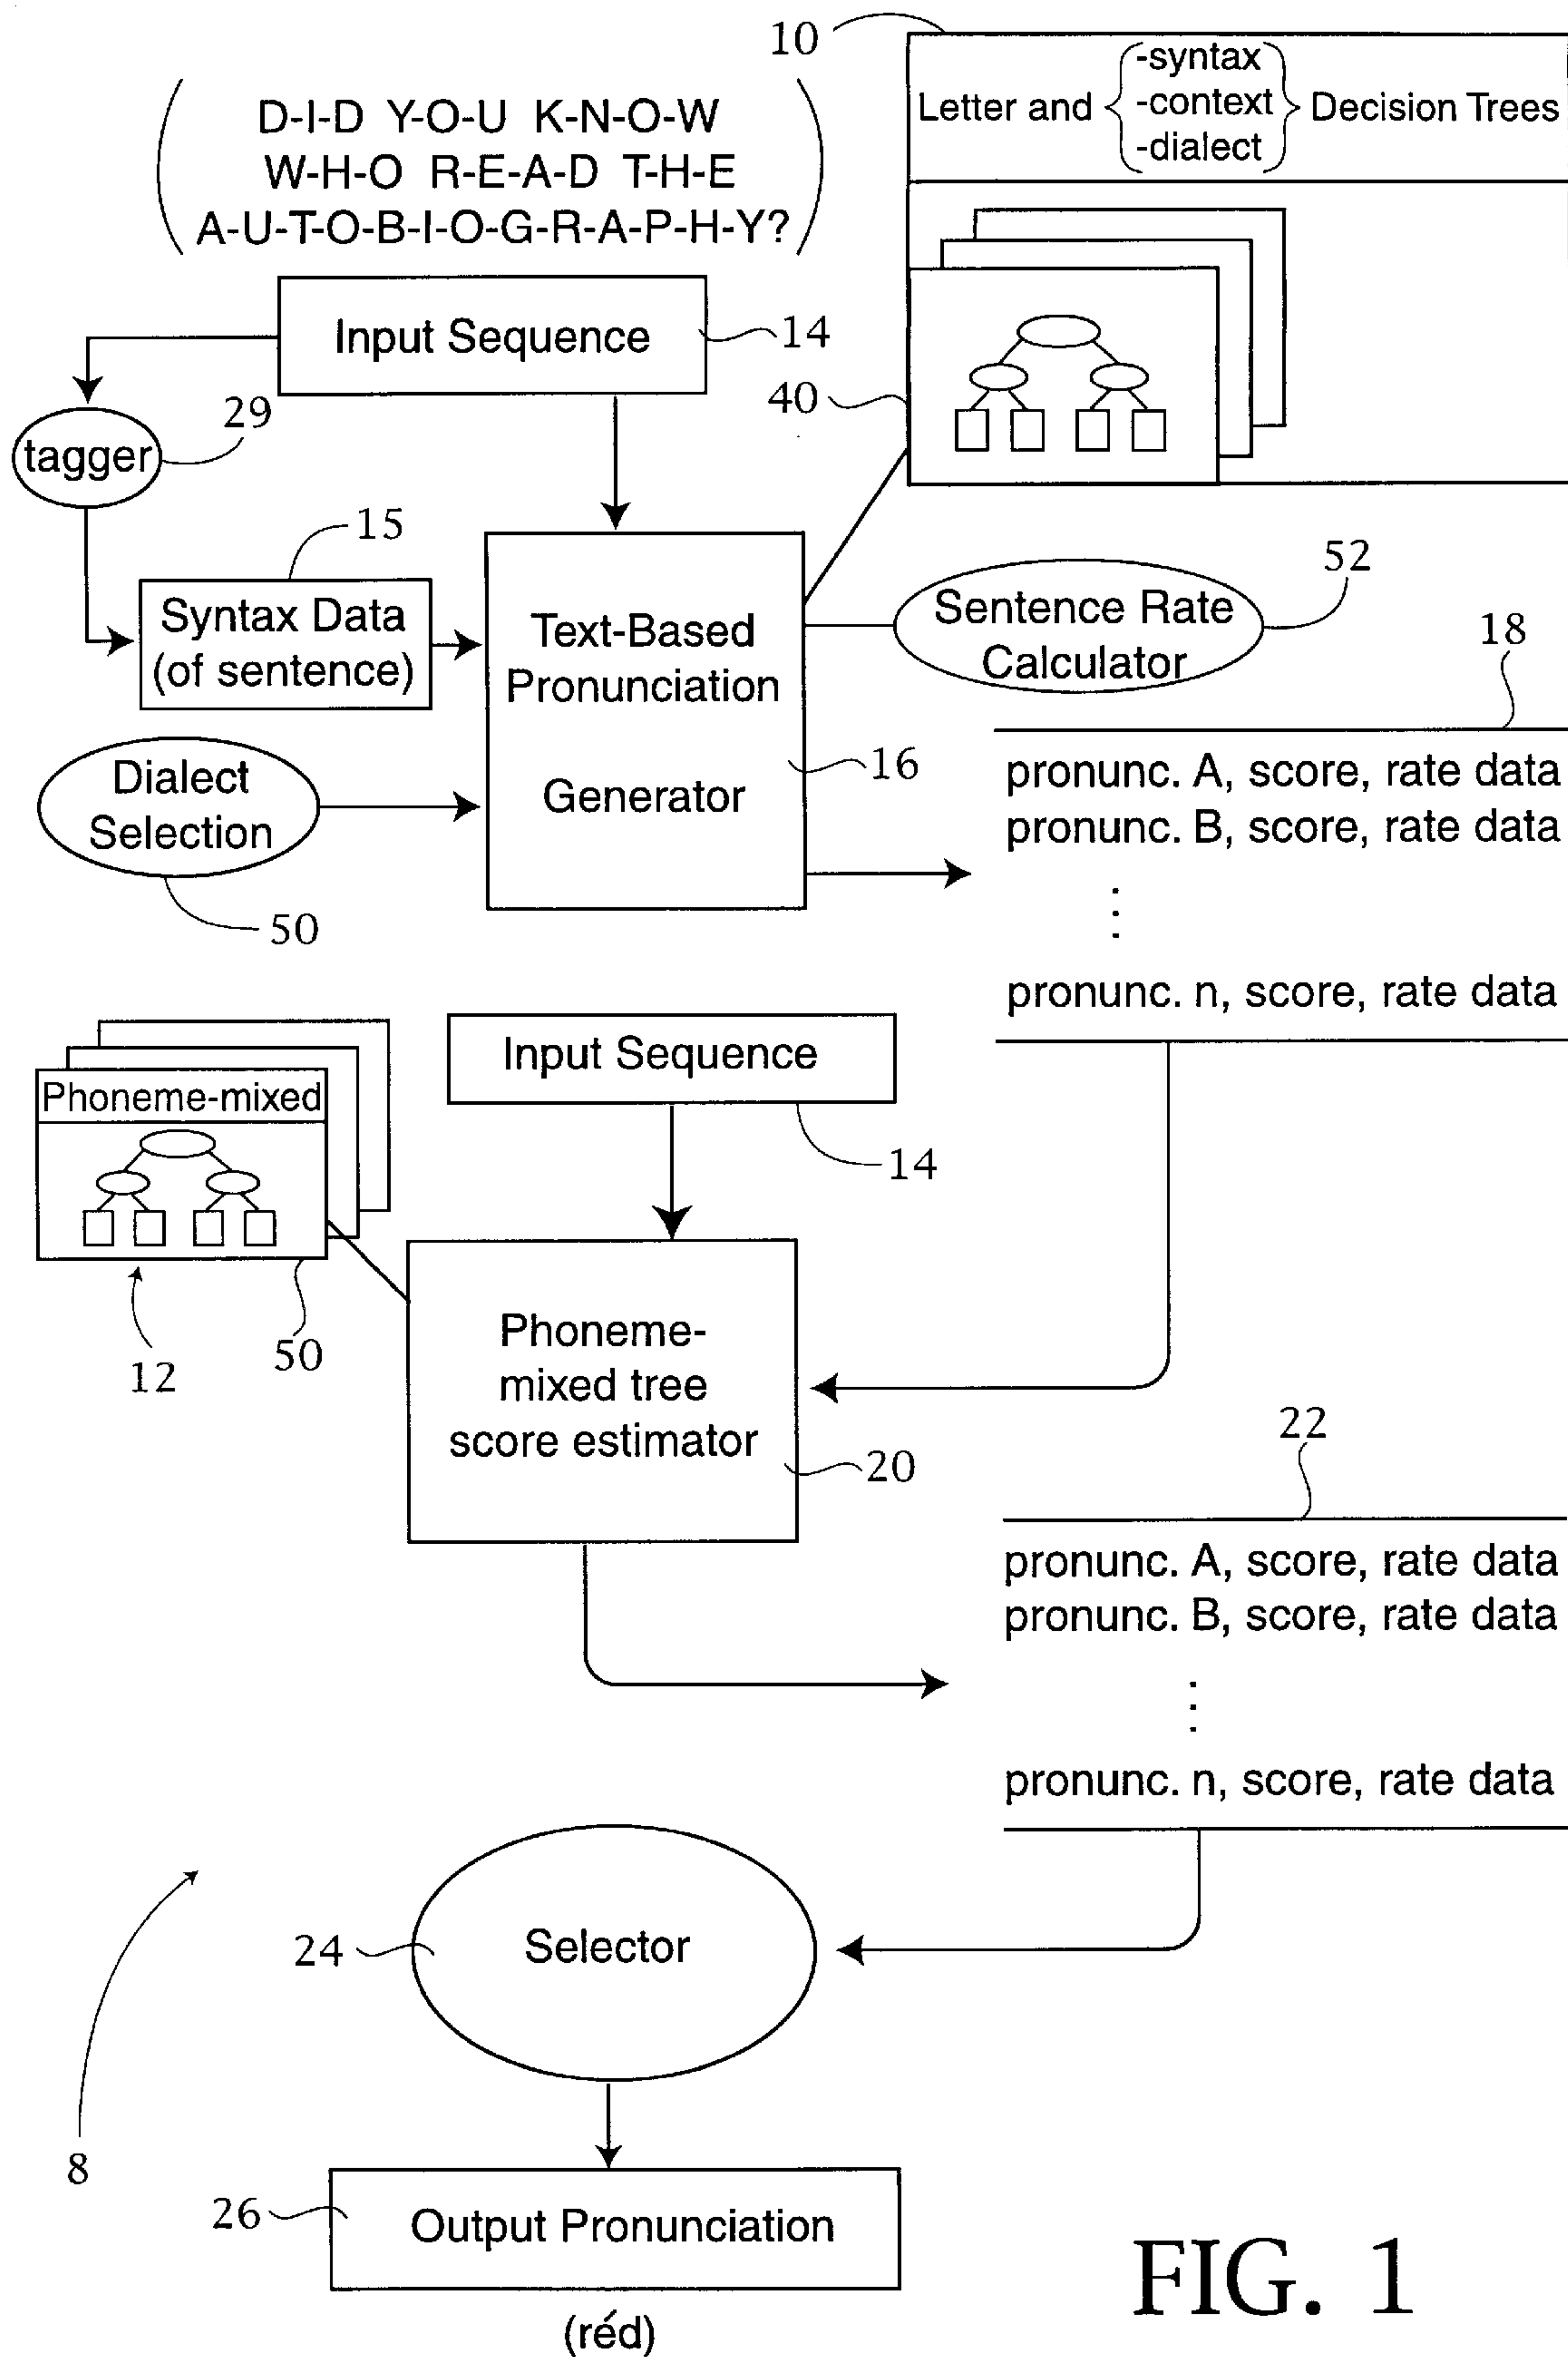 10
Letter and
-syntax
-context
-dialect
Decision Trees
D-I-D Y-O-U K-N-O-W
W-H-O R-E-A-D T-H-E
A-U-T-O-B-I-O-G-R-A-P-H-Y?
Input Sequence
14
40
tagger
29
15
Syntax Data
(of sentence)
Text-Based
Pronunciation
Generator
16
Sentence Rate
Calculator
52
Dialect
Selection
50
18
pronunc. A, score, rate data
pronunc. B, score, rate data
pronunc. n, score, rate data
Input Sequence
14
Phoneme-mixed
12
50
Phoneme-
mixed tree
score estimator
20
22
pronunc. A, score, rate data
pronunc. B, score, rate data
pronunc. n, score, rate data
Selector
24
8
Output Pronunciation
26
(réd)
FIG. 1